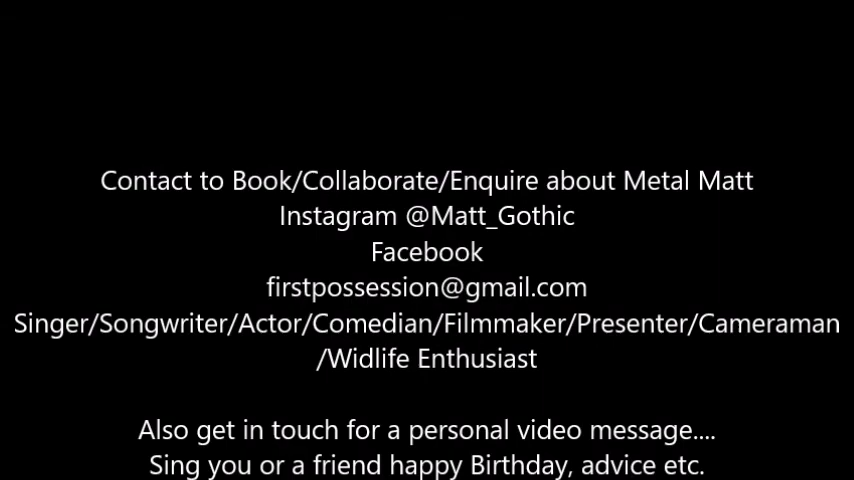 Contact to Book/Collaborate/Enquire about Metal Matt
Instagram @Matt_Gothic
Facebook
firstpossession@gmail.com
Singer/Songwriter/Actor/Comedian/Filmmaker/Presenter/Cameraman
/Widlife Enthusiast
Also get in touch for a personal video message....
Sing you or a friend happy Birthday, advice etc.